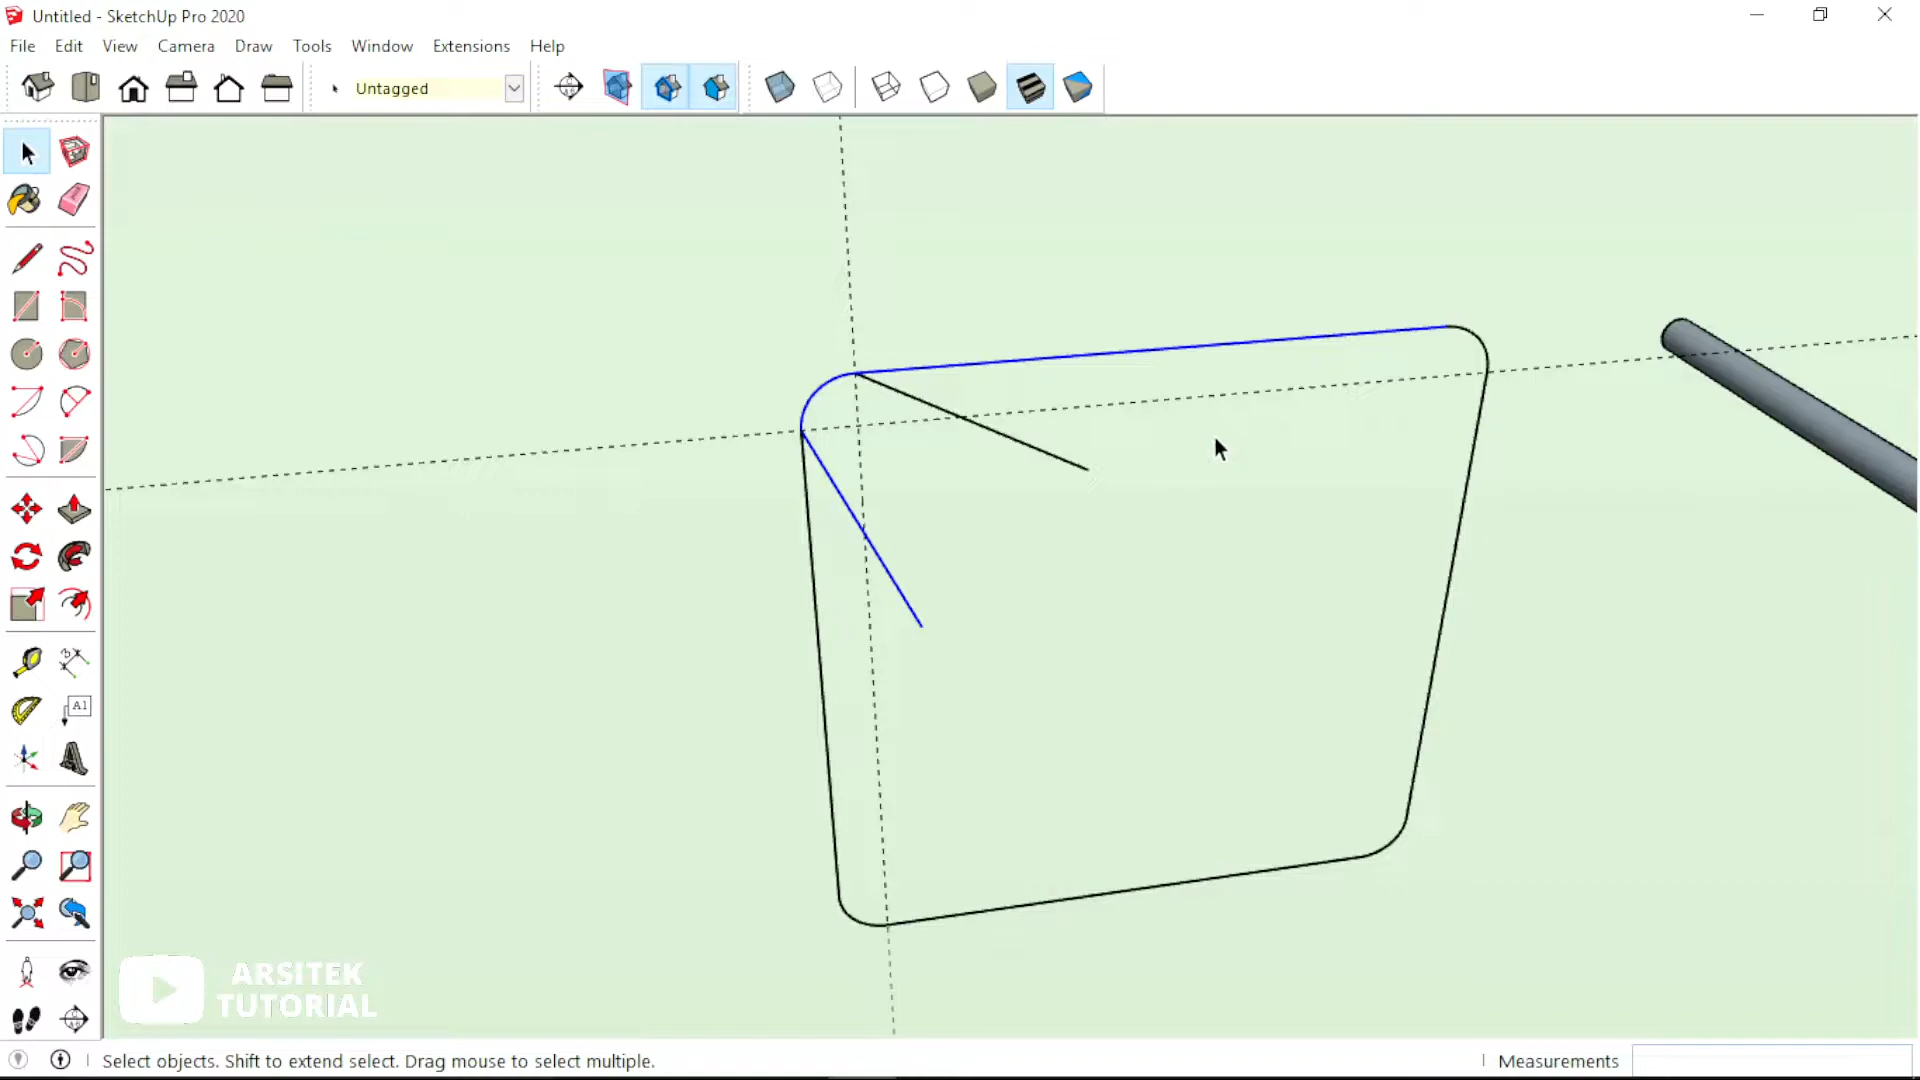 Untitled - SketchUp Pro 2020
File Edit View Camera Draw Tools Window Extensions Help
Untagged
A1
ARSITEK
TUTORIAL
Select objects. Shift to extend select. Drag mouse to select multiple.
Measurements